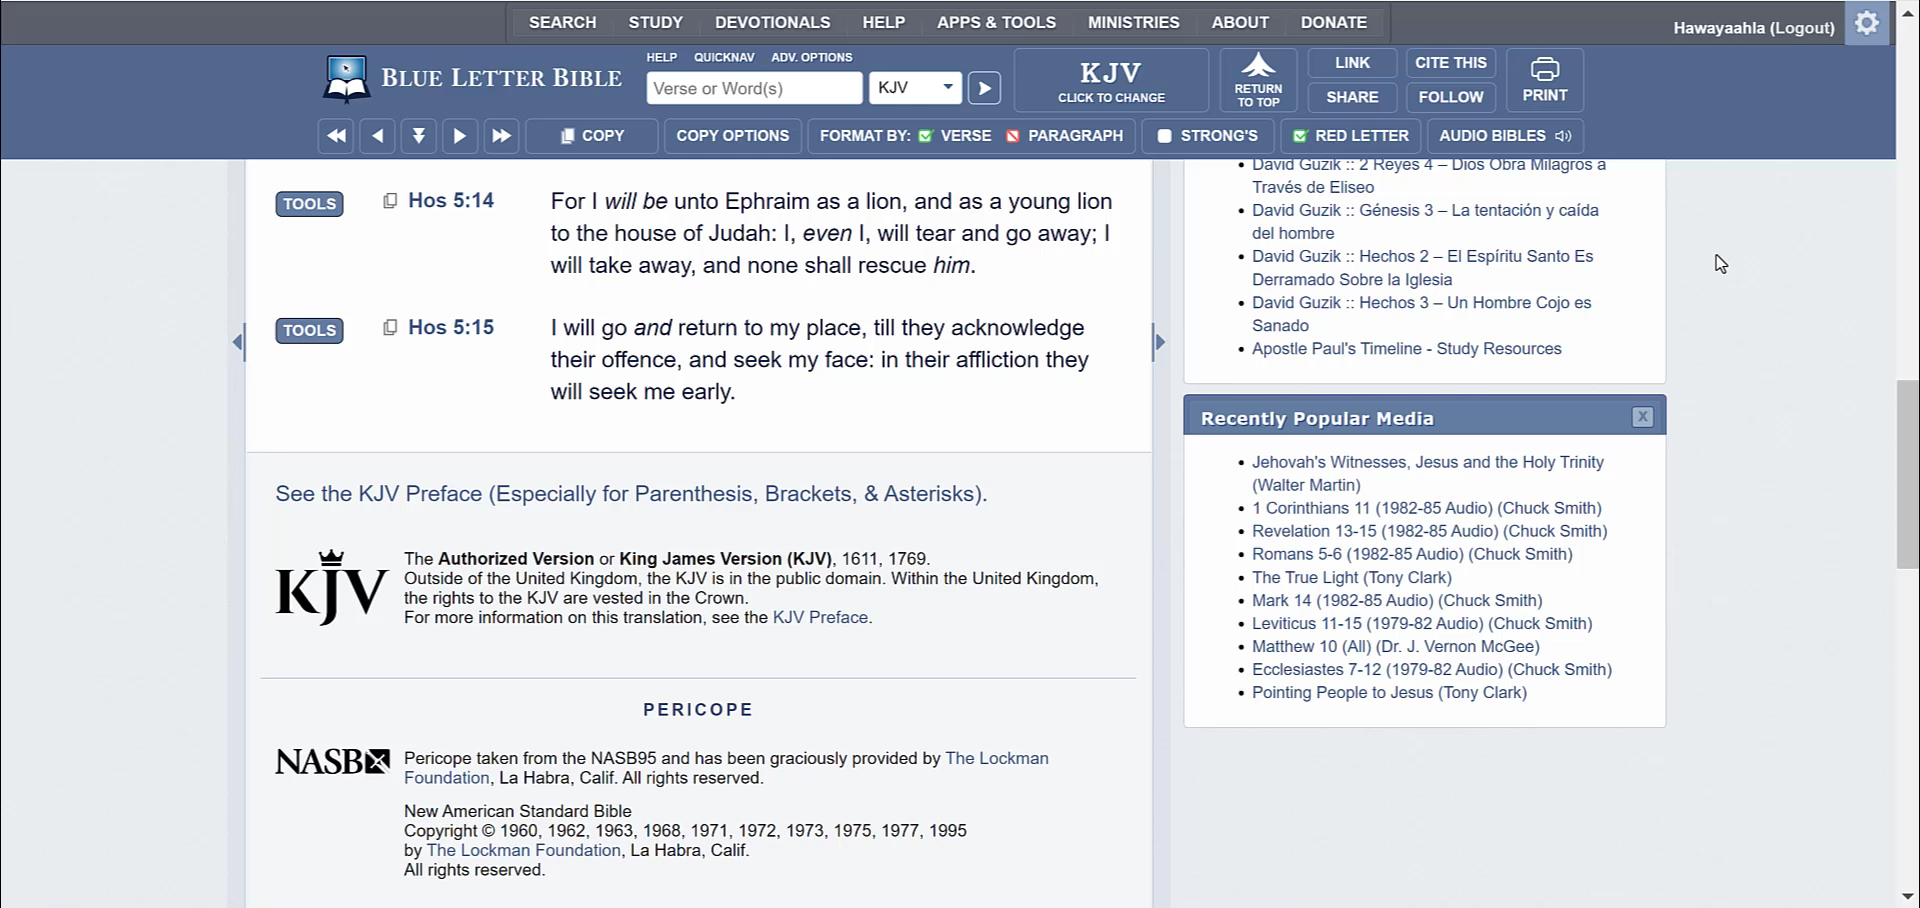 SEARCH STUDY DEVOTIONALS HELP APPS & TOOLS MINISTRIES ABOUT DONATE
Hawayaahla (Logout)
BLUE LETTER BIBLE
HELP QUICKNAV ADV. OPTIONS
Verse or Word(s) KJV
KJV
CLICK TO CHANGE
RETURN
TO TOP
LINK CITE THIS
SHARE FOLLOW
PRINT
COPY COPY OPTIONS FORMAT BY: VERSE PARAGRAPH STRONG'S RED LETTER AUDIO BIBLES
TOOLS Hos 5:14 For I will be unto Ephraim as a lion, and as a young lion
to the house of Judah: I, even I, will tear and go away; I
will take away, and none shall rescue him.
TOOLS Hos 5:15 I will go and return to my place, till they acknowledge
their offence, and seek my face: in their affliction they
will seek me early.
See the KJV Preface (Especially for Parenthesis, Brackets, & Asterisks).
KJV
The Authorized Version or King James Version (KJV), 1611, 1769.
Outside of the United Kingdom, the KJV is in the public domain. Within the United Kingdom,
the rights to the KJV are vested in the Crown.
For more information on this translation, see the KJV Preface.
PERICOPE
NASB
Pericope taken from the NASB95 and has been graciously provided by The Lockman
Foundation, La Habra, Calif. All rights reserved.
New American Standard Bible
Copyright © 1960, 1962, 1963, 1968, 1971, 1972, 1973, 1975, 1977, 1995
by The Lockman Foundation, La Habra, Calif.
All rights reserved.
• David Guzik :: 2 Reyes 4 – Dios Obra Milagros a
Través de Eliseo
• David Guzik :: Génesis 3 – La tentación y caída
del hombre
• David Guzik :: Hechos 2 – El Espíritu Santo Es
Derramado Sobre la Iglesia
• David Guzik :: Hechos 3 – Un Hombre Cojo es
Sanado
• Apostle Paul's Timeline - Study Resources
Recently Popular Media X
• Jehovah's Witnesses, Jesus and the Holy Trinity
(Walter Martin)
• 1 Corinthians 11 (1982-85 Audio) (Chuck Smith)
• Revelation 13-15 (1982-85 Audio) (Chuck Smith)
• Romans 5-6 (1982-85 Audio) (Chuck Smith)
• The True Light (Tony Clark)
• Mark 14 (1982-85 Audio) (Chuck Smith)
• Leviticus 11-15 (1979-82 Audio) (Chuck Smith)
• Matthew 10 (All) (Dr. J. Vernon McGee)
• Ecclesiastes 7-12 (1979-82 Audio) (Chuck Smith)
• Pointing People to Jesus (Tony Clark)